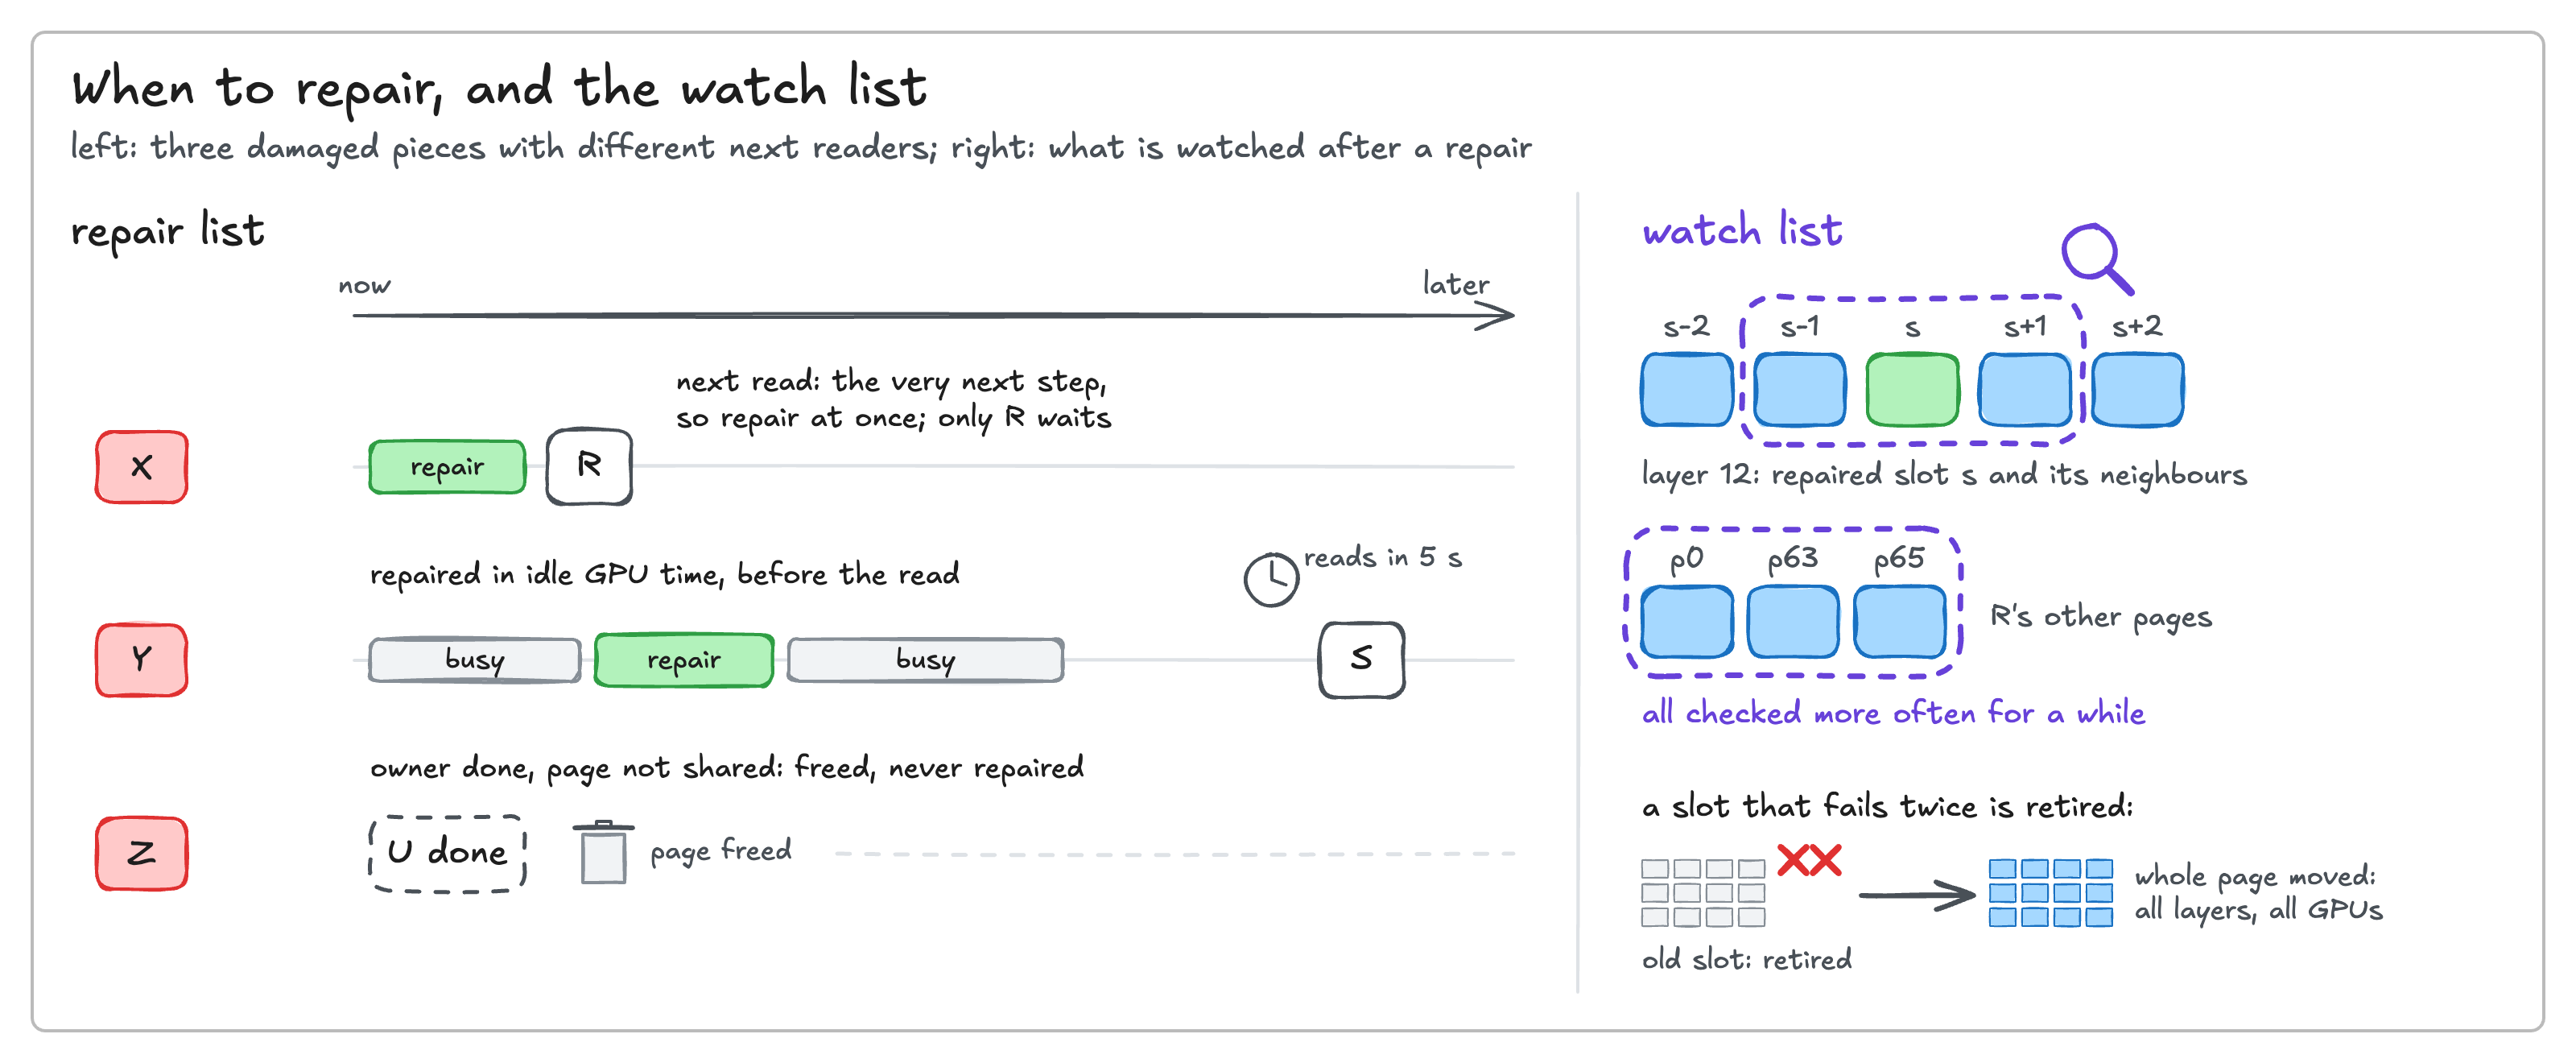 When to repair, and the watch list
left: three damaged pieces with different next readers; right: what is watched after a repair
repair list
now
later
next read: the very next step,
so repair at once; only R waits
X
repair
R
repaired in idle GPU time, before the read
reads in 5 s
Y
busy
repair
busy
S
owner done, page not shared: freed, never repaired
Z
U done
page freed
watch list
s-2
s-1
s
s+1
s+2
layer 12: repaired slot s and its neighbours
p0
p63
p65
R's other pages
all checked more often for a while
a slot that fails twice is retired:
whole page moved:
all layers, all GPUs
old slot: retired